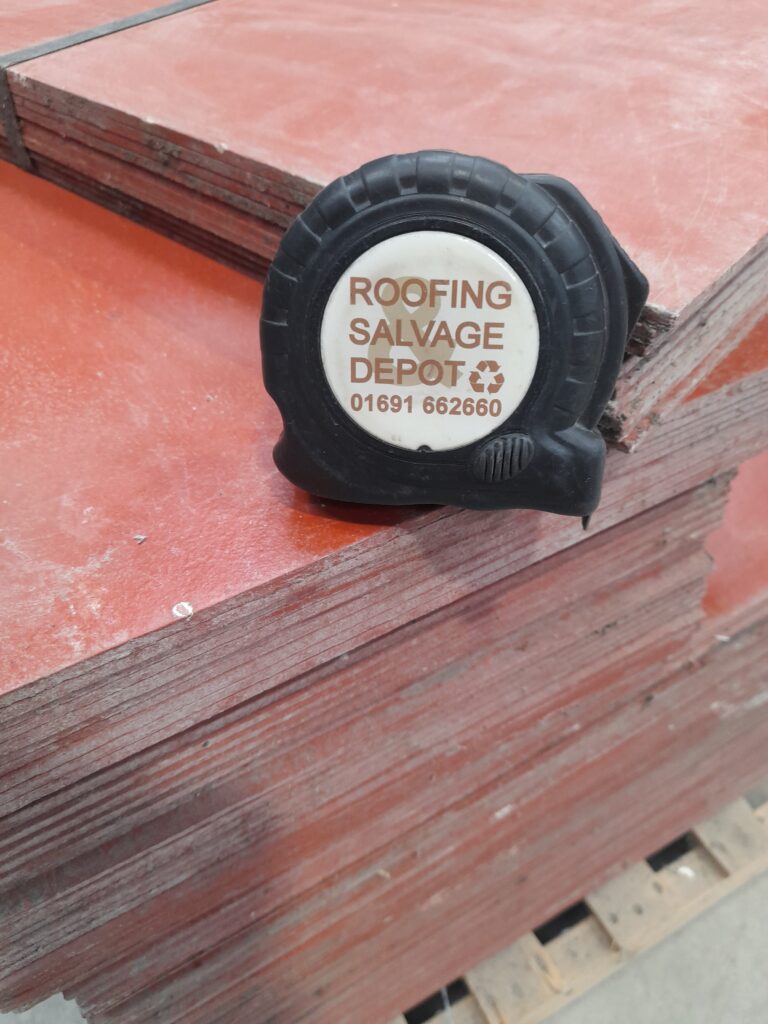 &
ROOFING
SALVAGE
DEPOT
01691 662660